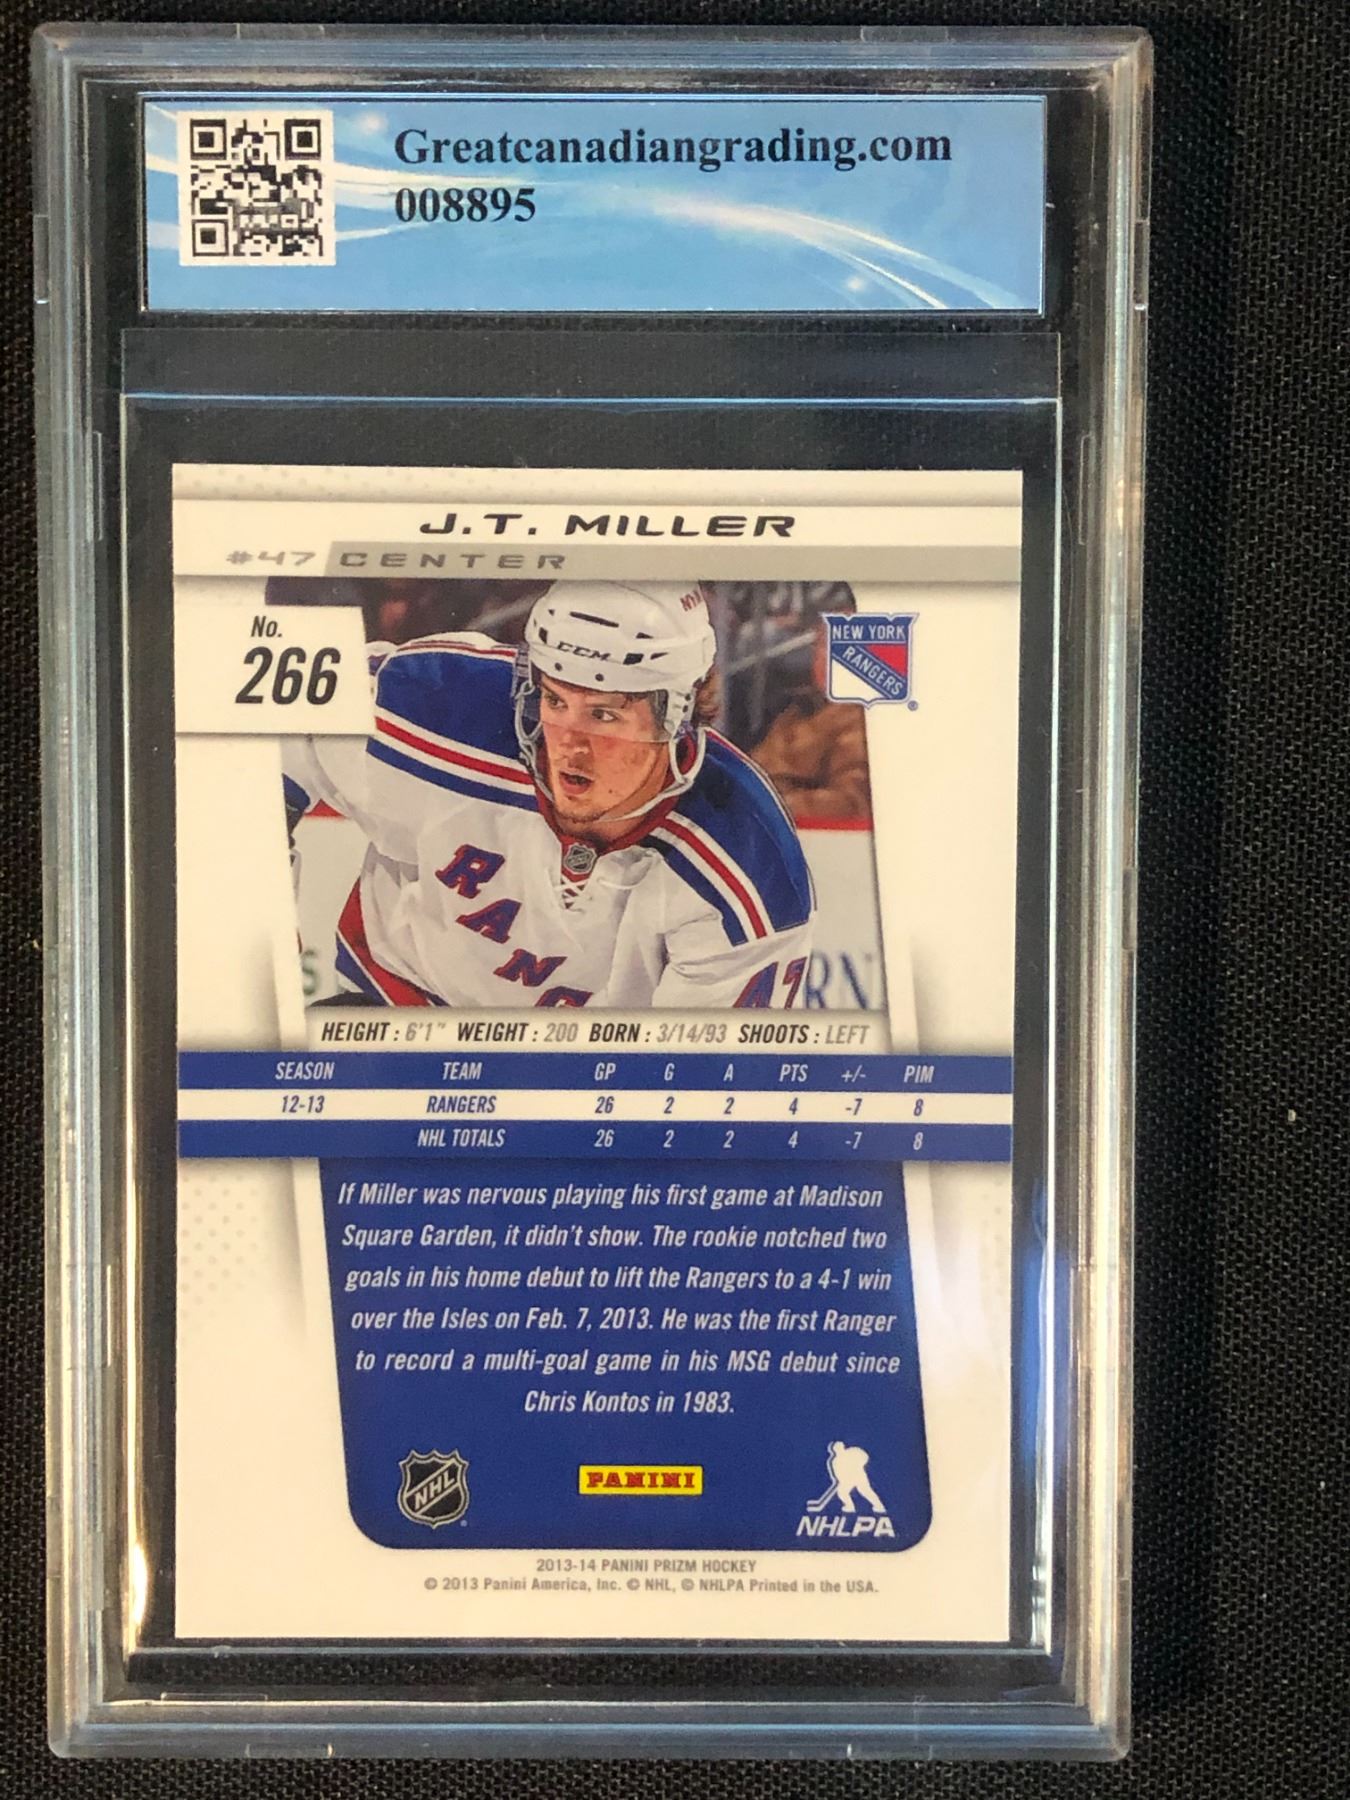 Greatcanadiangrading.com
008895
J.T. MILLER
#47 CENTER
No.
266
NEW YORK
RANGERS
CCM
RANG
47
RN
HEIGHT : 6'1" WEIGHT : 200 BORN : 3/14/93 SHOOTS : LEFT
SEASON TEAM GP G A PTS +/- PIM
12-13 RANGERS 26 2 2 4 -7 8
NHL TOTALS 26 2 2 4 -7 8
If Miller was nervous playing his first game at Madison
Square Garden, it didn't show. The rookie notched two
goals in his home debut to lift the Rangers to a 4-1 win
over the Isles on Feb. 7, 2013. He was the first Ranger
to record a multi-goal game in his MSG debut since
Chris Kontos in 1983.
NHL
PANINI
NHLPA
2013-14 PANINI PRIZM HOCKEY
© 2013 Panini America, Inc. © NHL, © NHLPA Printed in the USA.